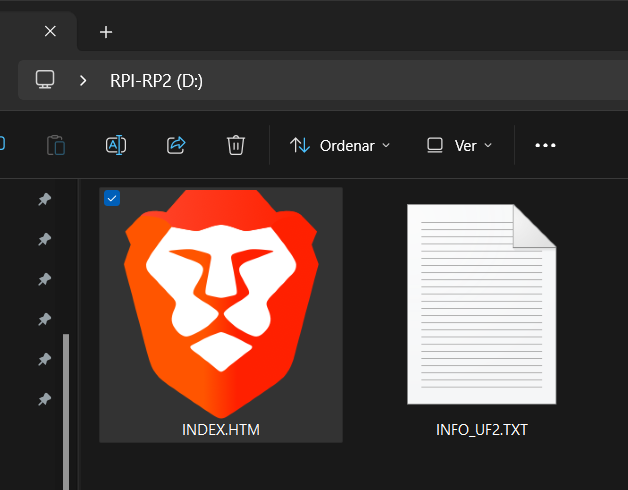 RPI-RP2 (D:)
Ordenar
Ver
INDEX.HTM
INFO_UF2.TXT